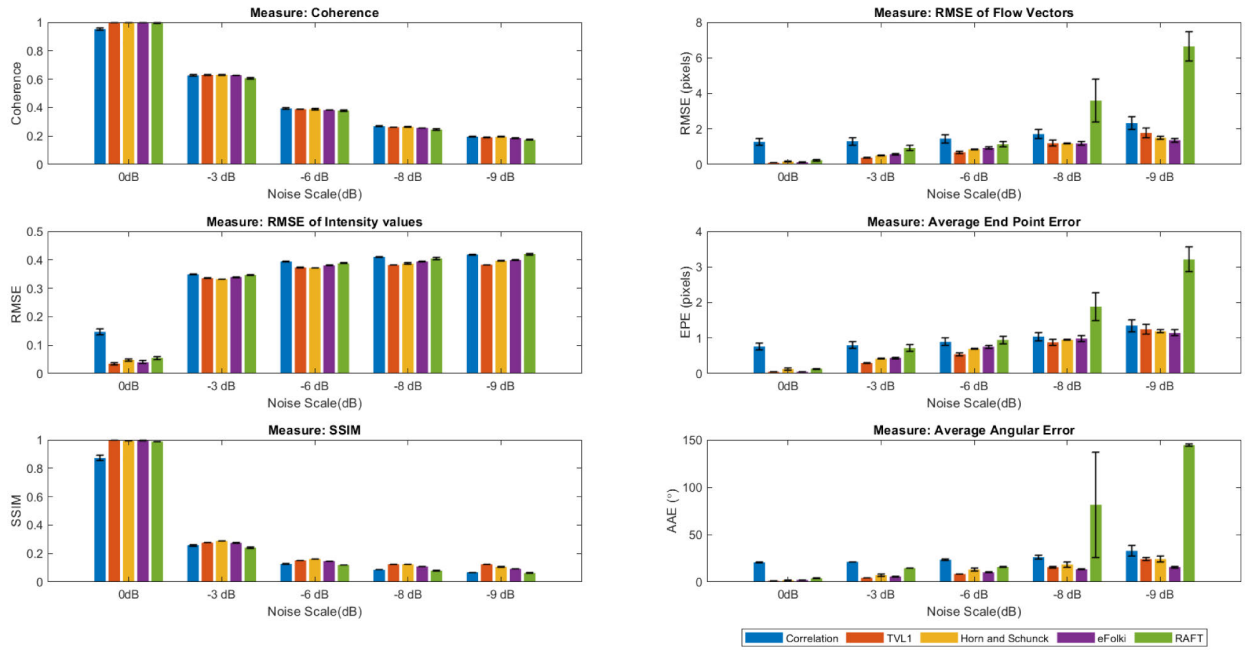 Measure: Coherence
1
0.8
0.6
0.4
0.2
0
Coherence
0dB
-3 dB
-6 dB
-8 dB
-9 dB
Noise Scale(dB)
Measure: RMSE of Intensity values
0.5
0.4
0.3
0.2
0.1
0
RMSE
0dB
-3 dB
-6 dB
-8 dB
-9 dB
Noise Scale(dB)
Measure: SSIM
1
0.8
0.6
0.4
0.2
0
SSIM
0dB
-3 dB
-6 dB
-8 dB
-9 dB
Noise Scale(dB)
Measure: RMSE of Flow Vectors
8
6
4
2
0
RMSE (pixels)
0dB
-3 dB
-6 dB
-8 dB
-9 dB
Noise Scale(dB)
Measure: Average End Point Error
4
3
2
1
0
EPE (pixels)
0dB
-3 dB
-6 dB
-8 dB
-9 dB
Noise Scale(dB)
Measure: Average Angular Error
150
100
50
0
AAE (°)
0dB
-3 dB
-6 dB
-8 dB
-9 dB
Noise Scale(dB)
Correlation TVL1 Horn and Schunck eFolki RAFT